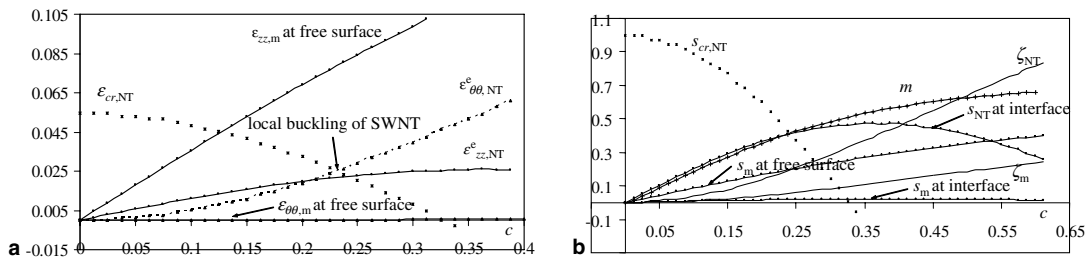 0.105
0.085
0.065
0.045
0.025
0.005
-0.015
ε_zz,m at free surface
ε_cr,NT
ε^e_θθ,NT
local buckling of SWNT
ε^e_zz,NT
ε_θθ,m at free surface
c
0 0.05 0.1 0.15 0.2 0.25 0.3 0.35 0.4
a
1.1
0.9
0.7
0.5
0.3
0.1
-0.1
s_cr,NT
ζ_NT
m
s_NT at interface
s_m at free surface
ζ_m
s_m at interface
c
0.05 0.15 0.25 0.35 0.45 0.55 0.65
b